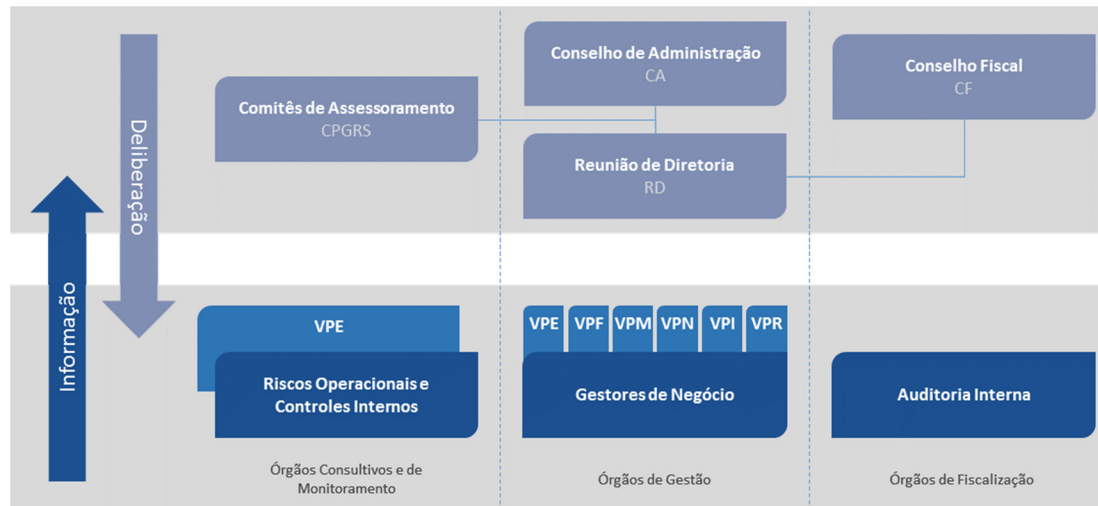 Deliberação
Informação
Comitês de Assessoramento
CPGRS
Conselho de Administração
CA
Reunião de Diretoria
RD
Conselho Fiscal
CF
VPE
Riscos Operacionais e
Controles Internos
VPE VPF VPM VPN VPI VPR
Gestores de Negócio
Auditoria Interna
Órgãos Consultivos e de
Monitoramento
Órgãos de Gestão
Órgãos de Fiscalização